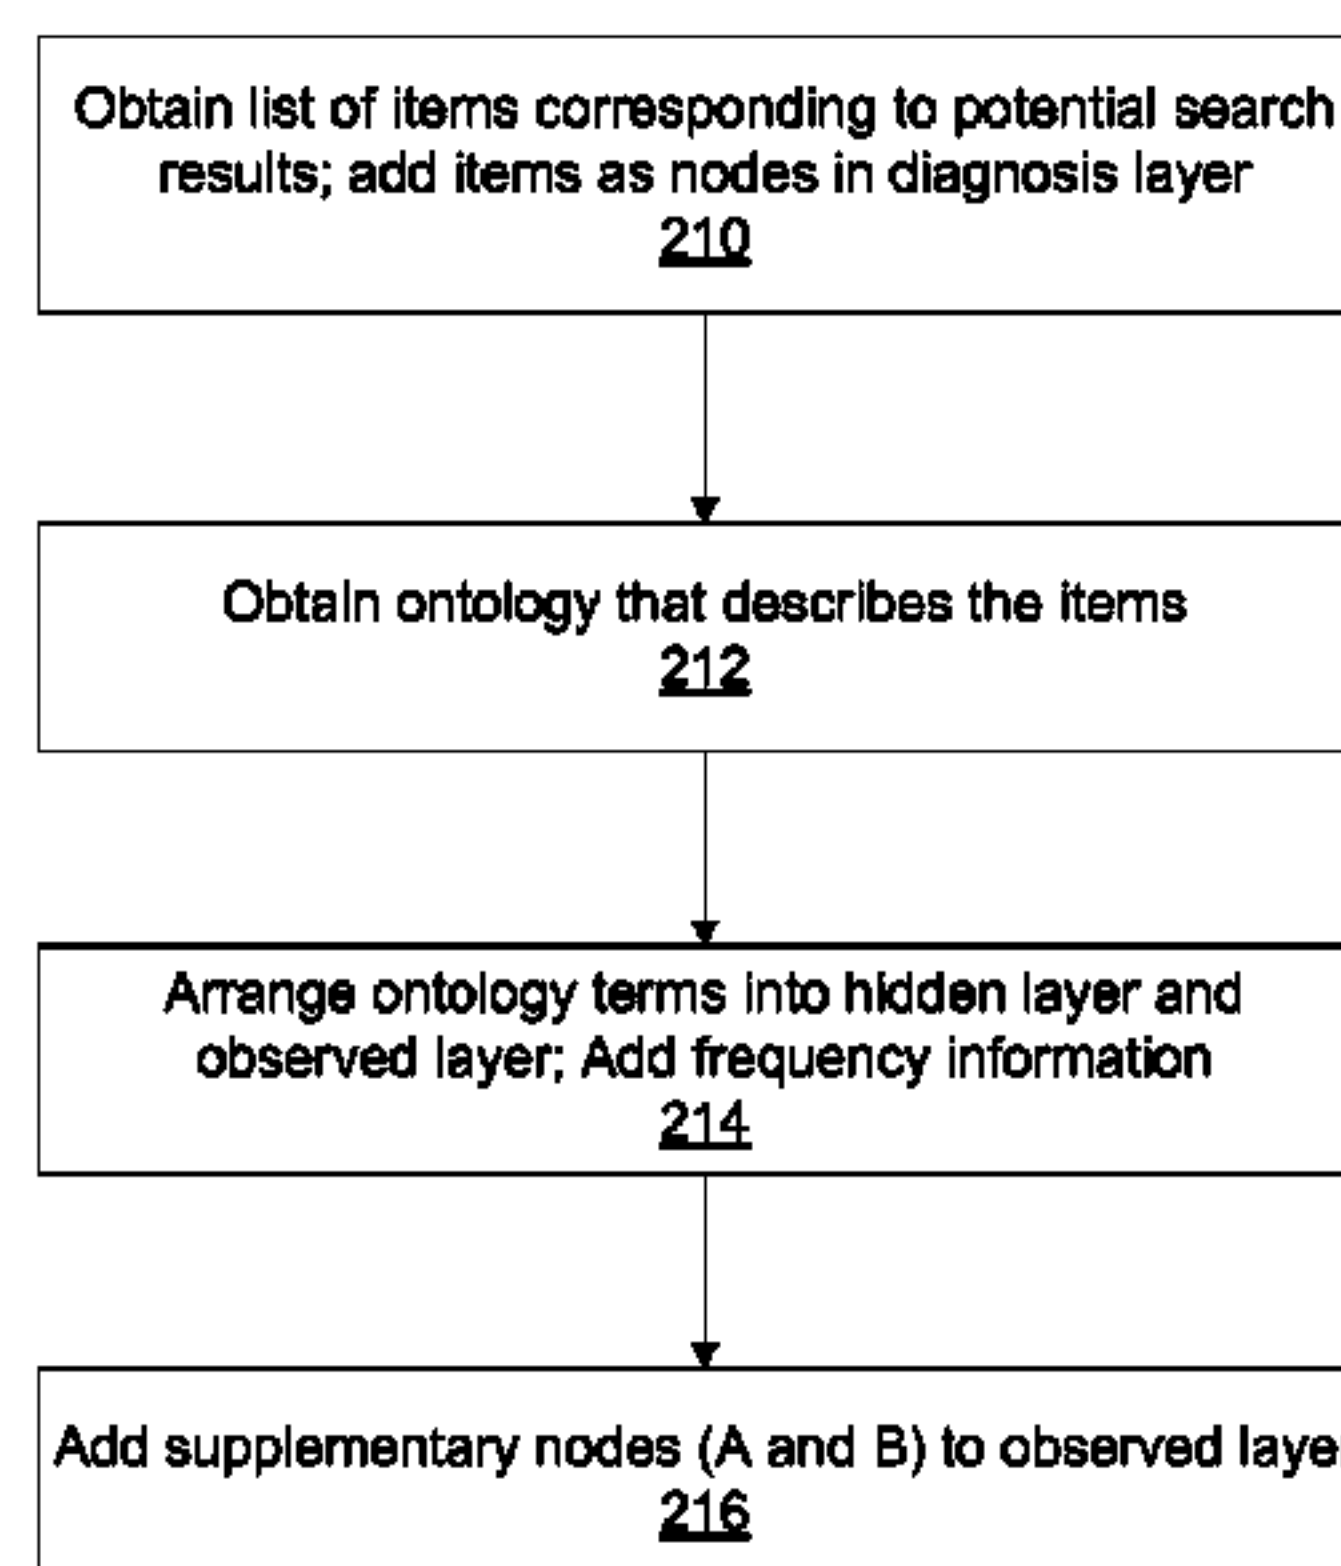 Obtain list of items corresponding to potential search
results; add items as nodes in diagnosis layer
210
Obtain ontology that describes the items
212
Arrange ontology terms into hidden layer and
observed layer; Add frequency information
214
Add supplementary nodes (A and B) to observed laye
216